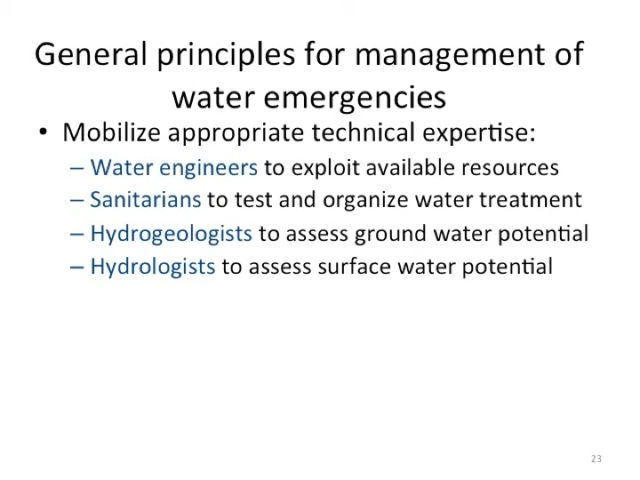 General principles for management of
water emergencies
• Mobilize appropriate technical expertise:
– Water engineers to exploit available resources
– Sanitarians to test and organize water treatment
– Hydrogeologists to assess ground water potential
– Hydrologists to assess surface water potential
23